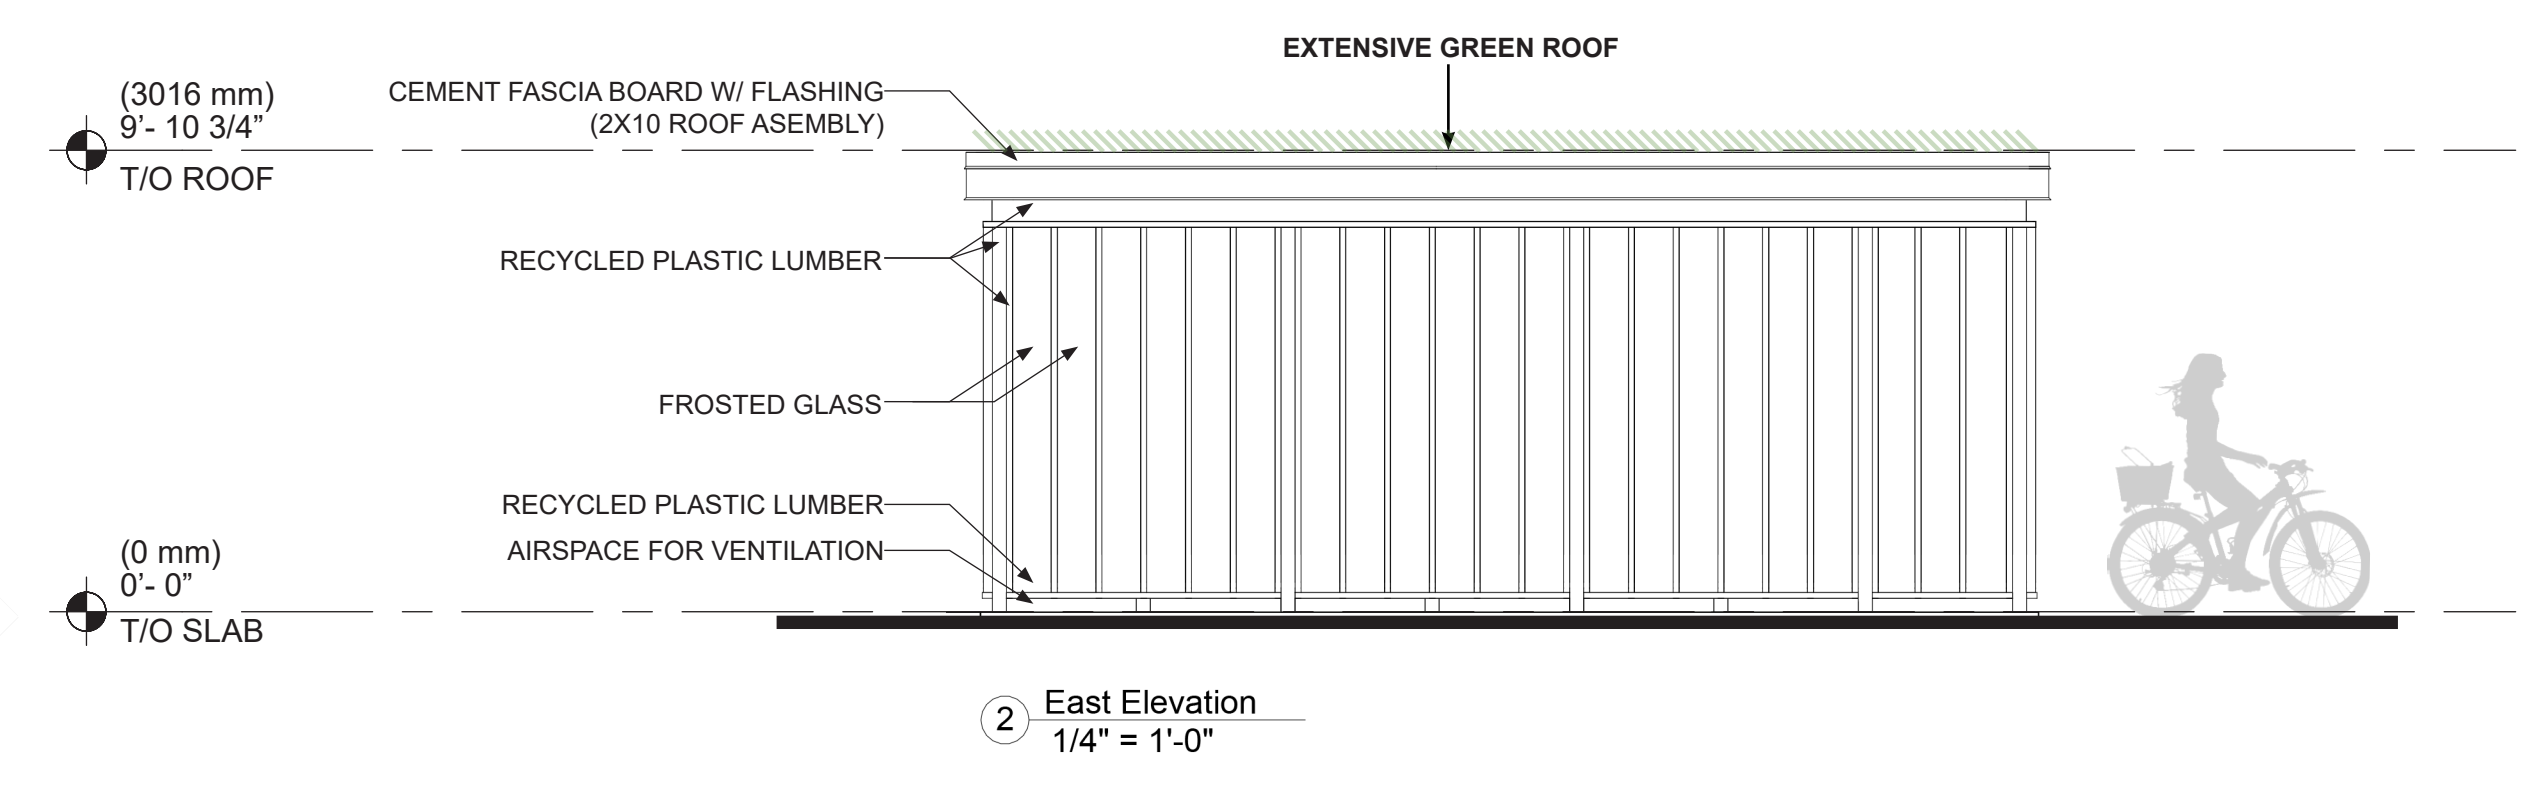 EXTENSIVE GREEN ROOF
(3016 mm)
9’- 10 3/4”
T/O ROOF
CEMENT FASCIA BOARD W/ FLASHING
(2X10 ROOF ASEMBLY)
RECYCLED PLASTIC LUMBER
FROSTED GLASS
RECYCLED PLASTIC LUMBER
AIRSPACE FOR VENTILATION
(0 mm)
0’- 0”
T/O SLAB
2 East Elevation
1/4" = 1'-0"